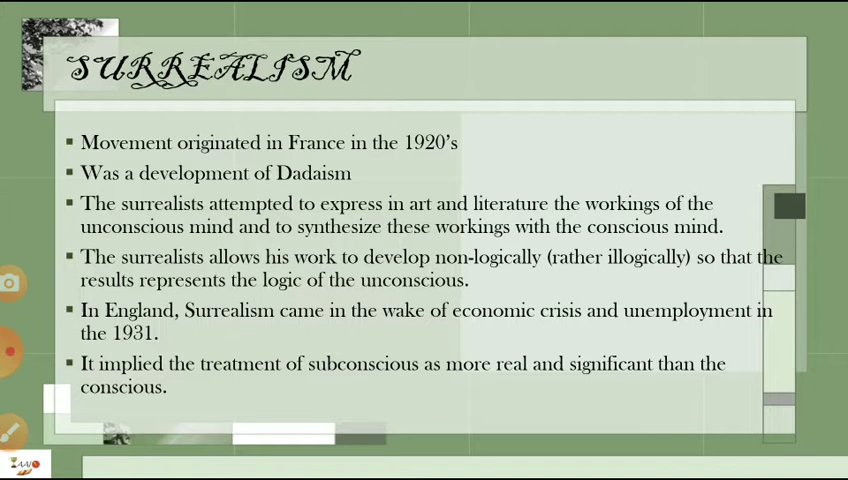 SURREALISM
▪ Movement originated in France in the 1920's
▪ Was a development of Dadaism
▪ The surrealists attempted to express in art and literature the workings of the
unconscious mind and to synthesize these workings with the conscious mind.
▪ The surrealists allows his work to develop non-logically (rather illogically) so that the
results represents the logic of the unconscious.
▪ In England, Surrealism came in the wake of economic crisis and unemployment in
the 1931.
▪ It implied the treatment of subconscious as more real and significant than the
conscious.